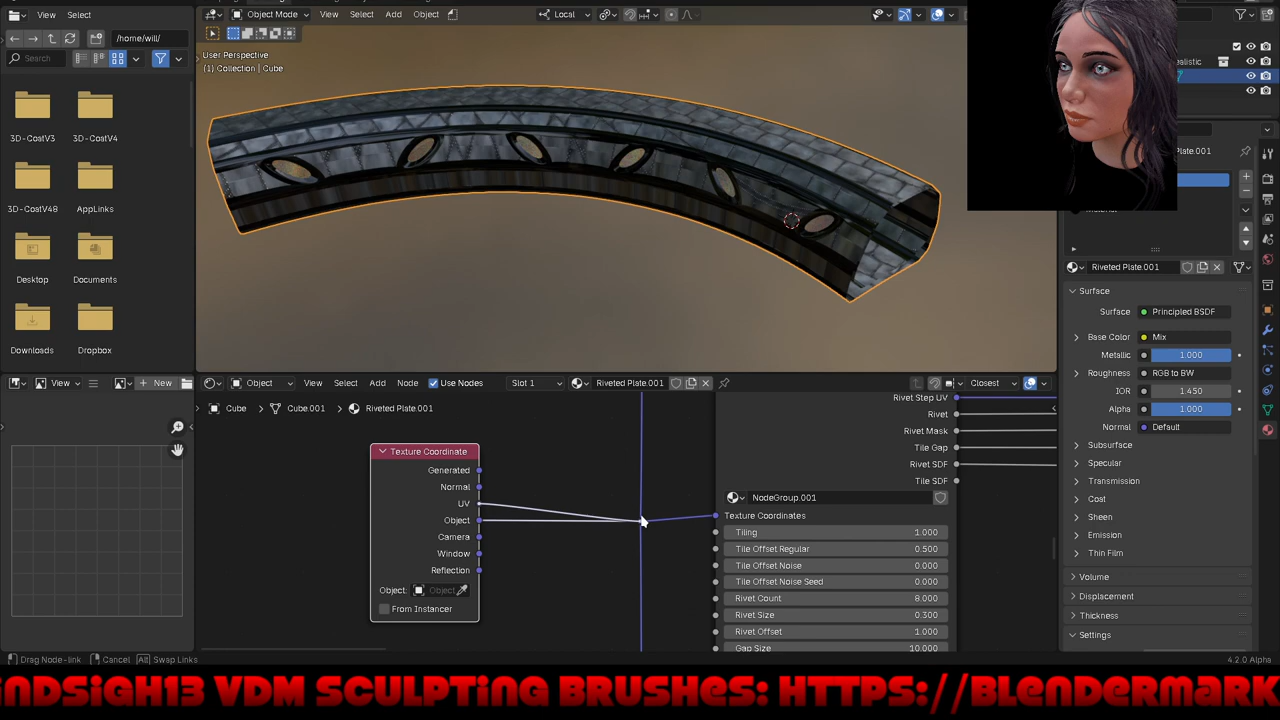 View Select Object Mode View Select Add Object Local
/home/will/
Search
User Perspective
(1) Collection | Cube
3D-CoatV3 3D-CoatV4
3D-CoatV48 AppLinks
Desktop Documents
Downloads Dropbox
ealistic
Plate.001
Riveted Plate.001
Surface
Surface: Principled BSDF
Base Color Mix
Metallic 1.000
Roughness RGB to BW
IOR 1.450
Alpha 1.000
Normal Default
Subsurface
Specular
Transmission
Coat
Sheen
Emission
Thin Film
Volume
Displacement
Thickness
Settings
View New Object View Select Add Node Use Nodes Slot 1 Riveted Plate.001 Closest
Cube Cube.001 Riveted Plate.001
Texture Coordinate
Generated
Normal
UV
Object
Camera
Window
Reflection
Object: Object
From Instancer
Rivet Step UV
Rivet
Rivet Mask
Tile Gap
Rivet SDF
Tile SDF
NodeGroup.001
Texture Coordinates
Tiling 1.000
Tile Offset Regular 0.500
Tile Offset Noise 0.000
Tile Offset Noise Seed 0.000
Rivet Count 8.000
Rivet Size 0.300
Rivet Offset 1.000
Gap Size 10.000
Drag Node-link Cancel Alt Swap Links 4.2.0 Alpha
indsigh13 VDM Sculpting Brushes: https://blendermark